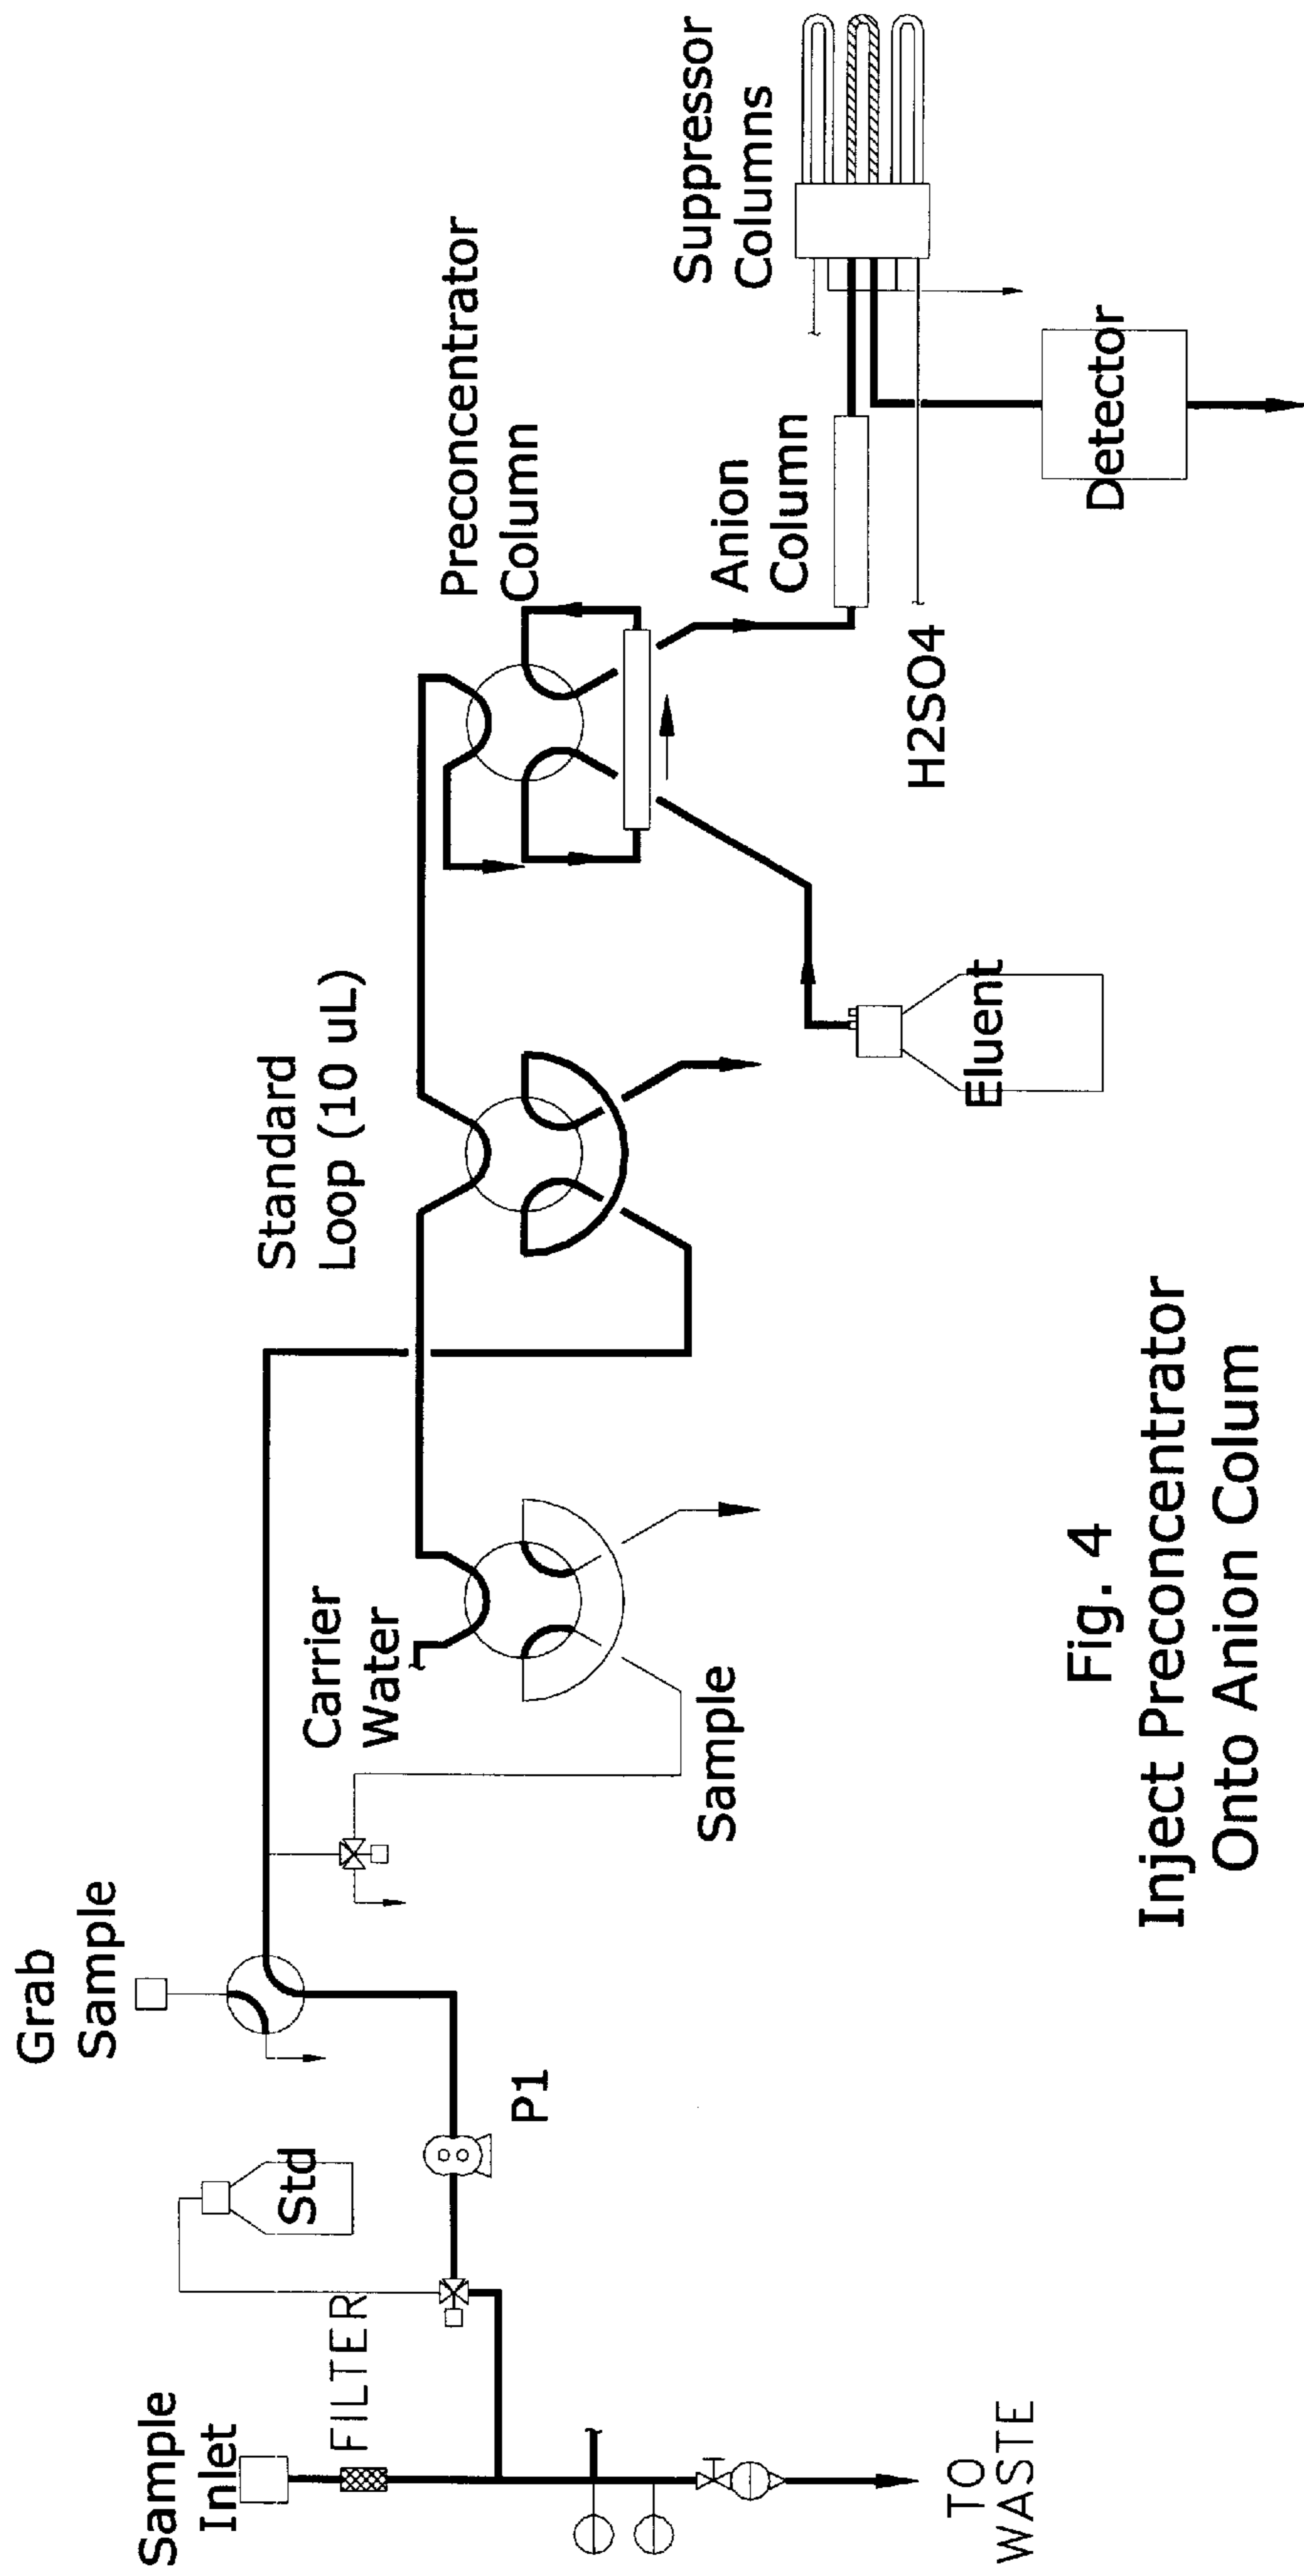 Sample
Inlet
FILTER
TO
WASTE
Std
P1
Grab
Sample
Carrier
Water
Sample
Standard
Loop (10 uL)
Eluent
Preconcentrator
Column
Anion
Column
H2SO4
Suppressor
Columns
Detector
Fig. 4
Inject Preconcentrator
Onto Anion Colum